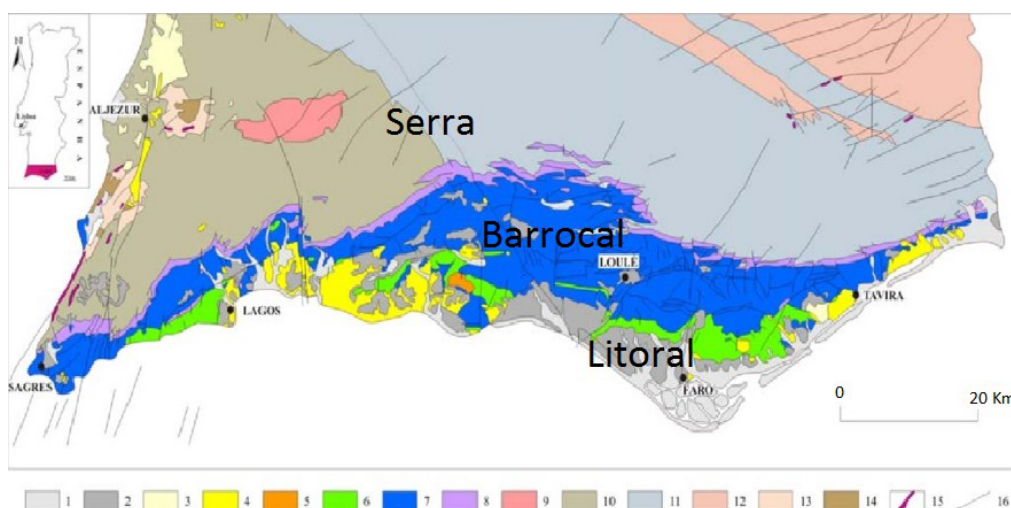 N
ESPANHA
Lisboa
ALJEZUR
Serra
Barrocal
LOULÉ
TAVIRA
LAGOS
Litoral
SAGRES
FARO
0 20 Km
1 2 3 4 5 6 7 8 9 10 11 12 13 14 15 16